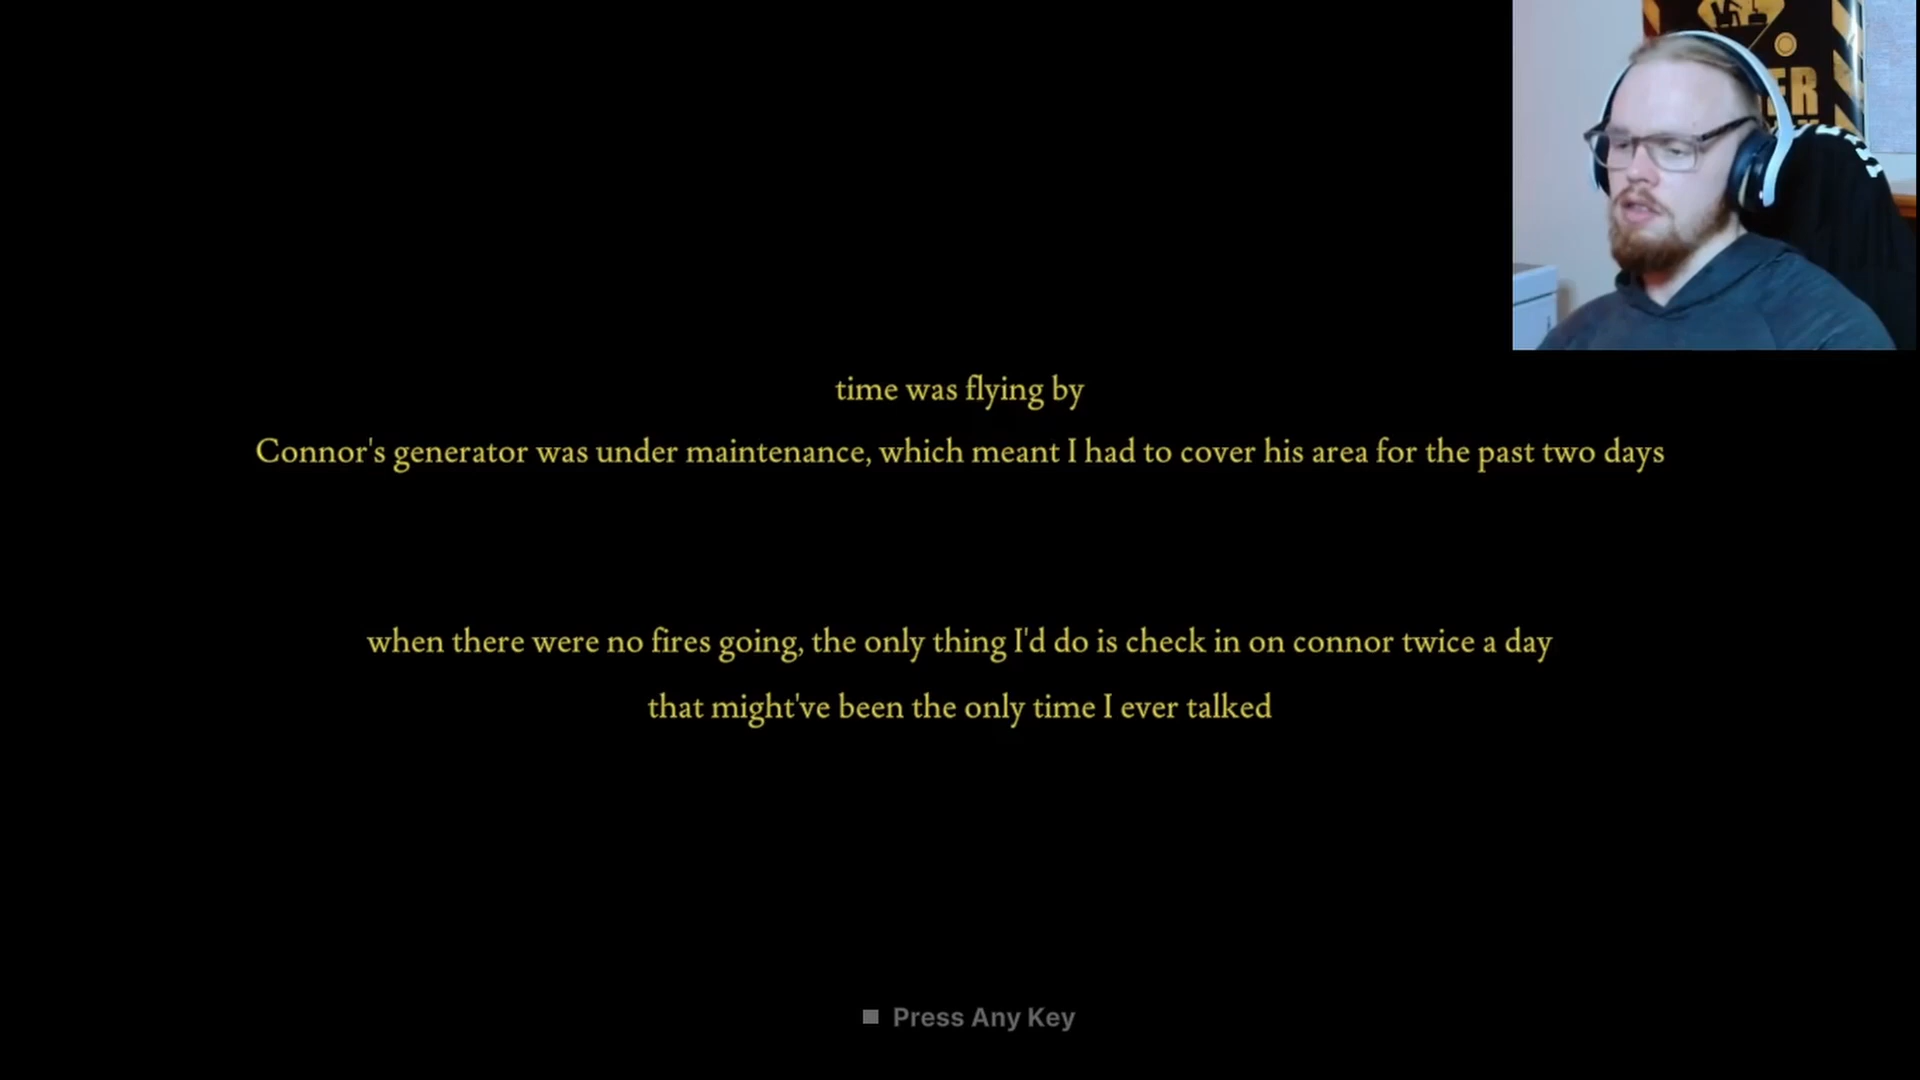 time was flying by
Connor's generator was under maintenance, which meant I had to cover his area for the past two days
when there were no fires going, the only thing I'd do is check in on connor twice a day
that might've been the only time I ever talked
Press Any Key